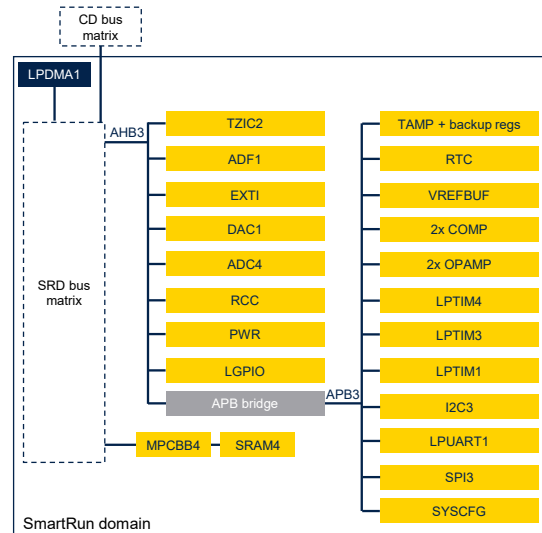 CD bus
matrix
LPDMA1
AHB3
TZIC2
ADF1
EXTI
DAC1
ADC4
RCC
PWR
LGPIO
APB bridge
APB3
TAMP + backup regs
RTC
VREFBUF
2x COMP
2x OPAMP
LPTIM4
LPTIM3
LPTIM1
I2C3
LPUART1
SPI3
SYSCFG
SRD bus
matrix
MPCBB4
SRAM4
SmartRun domain